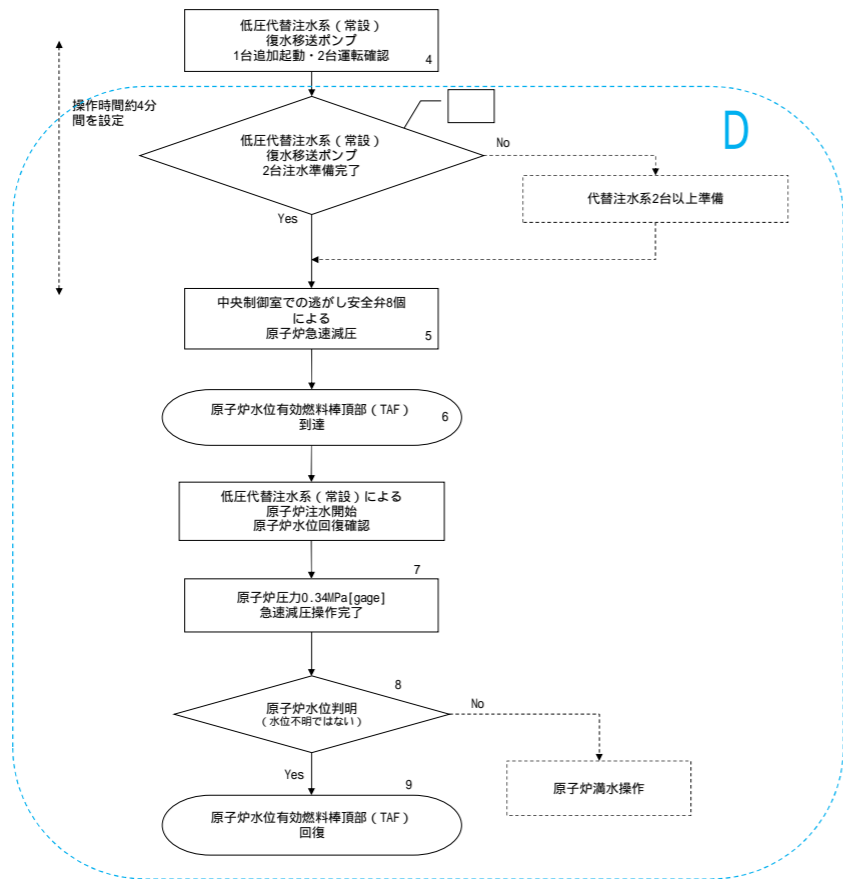 低圧代替注水系（常設）
復水移送ポンプ
1台追加起動・2台運転確認
4
操作時間約4分
間を設定
D
低圧代替注水系（常設）
復水移送ポンプ
2台注水準備完了
No
代替注水系2台以上準備
Yes
中央制御室での逃がし安全弁8個
による
原子炉急速減圧
5
原子炉水位有効燃料棒頂部（TAF）
到達
6
低圧代替注水系（常設）による
原子炉注水開始
原子炉水位回復確認
7
原子炉圧力0.34MPa[gage]
急速減圧操作完了
8
原子炉水位判明
（水位不明ではない）
No
原子炉満水操作
Yes
9
原子炉水位有効燃料棒頂部（TAF）
回復